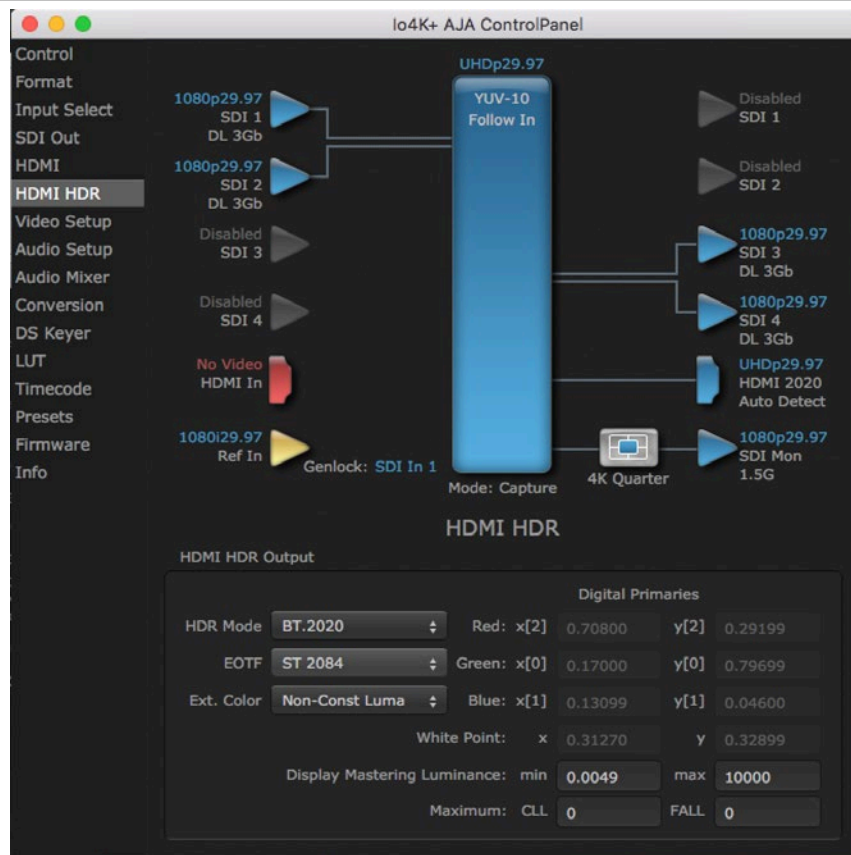 Io4K+ AJA ControlPanel
Control
Format
Input Select
SDI Out
HDMI
HDMI HDR
Video Setup
Audio Setup
Audio Mixer
Conversion
DS Keyer
LUT
Timecode
Presets
Firmware
Info
1080p29.97
SDI 1
DL 3Gb
1080p29.97
SDI 2
DL 3Gb
Disabled
SDI 3
Disabled
SDI 4
No Video
HDMI In
1080i29.97
Ref In
Genlock: SDI In 1
UHDp29.97
YUV-10
Follow In
Mode: Capture
4K Quarter
Disabled
SDI 1
Disabled
SDI 2
1080p29.97
SDI 3
DL 3Gb
1080p29.97
SDI 4
DL 3Gb
UHDp29.97
HDMI 2020
Auto Detect
1080p29.97
SDI Mon
1.5G
HDMI HDR
HDMI HDR Output
Digital Primaries
HDR Mode BT.2020 Red: x[2] 0.70800 y[2] 0.29199
EOTF ST 2084 Green: x[0] 0.17000 y[0] 0.79699
Ext. Color Non-Const Luma Blue: x[1] 0.13099 y[1] 0.04600
White Point: x 0.31270 y 0.32899
Display Mastering Luminance: min 0.0049 max 10000
Maximum: CLL 0 FALL 0